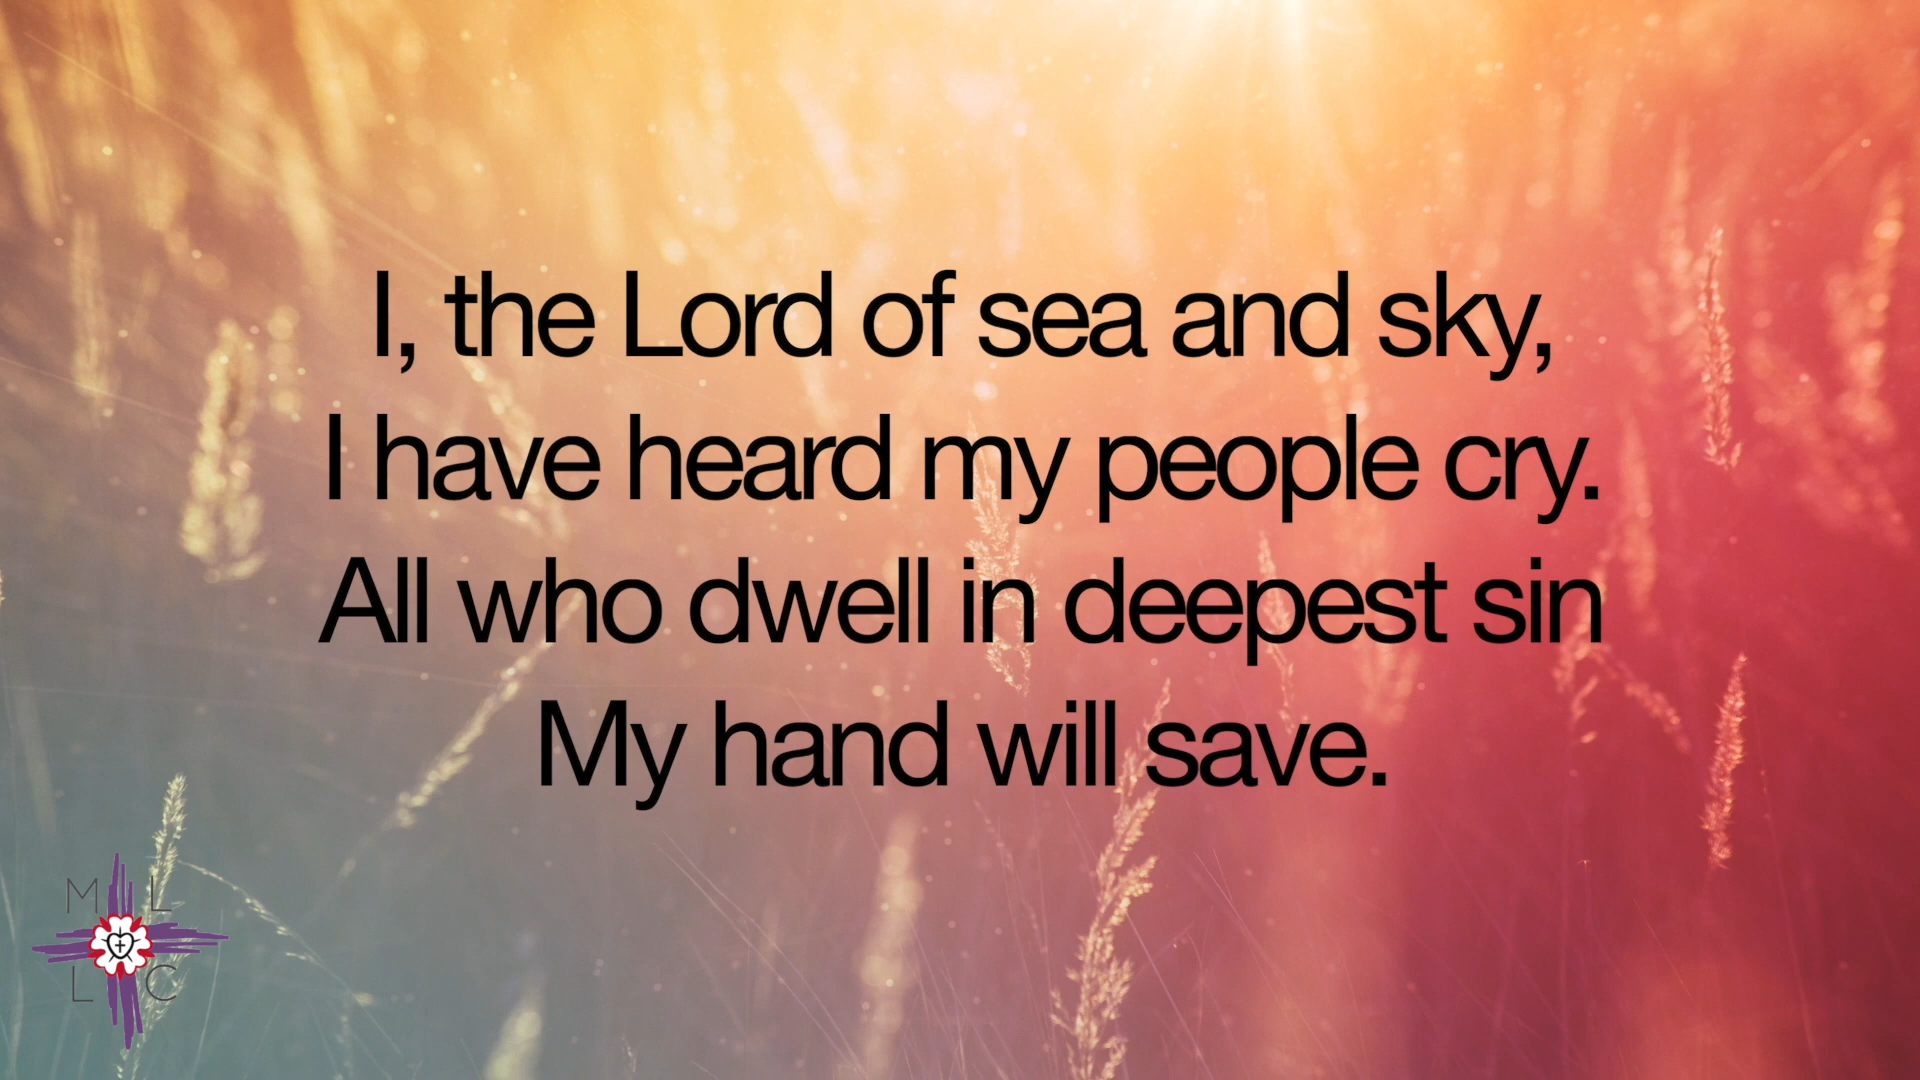 I, the Lord of sea and sky,
I have heard my people cry.
All who dwell in deepest sin
My hand will save.
M L
L C